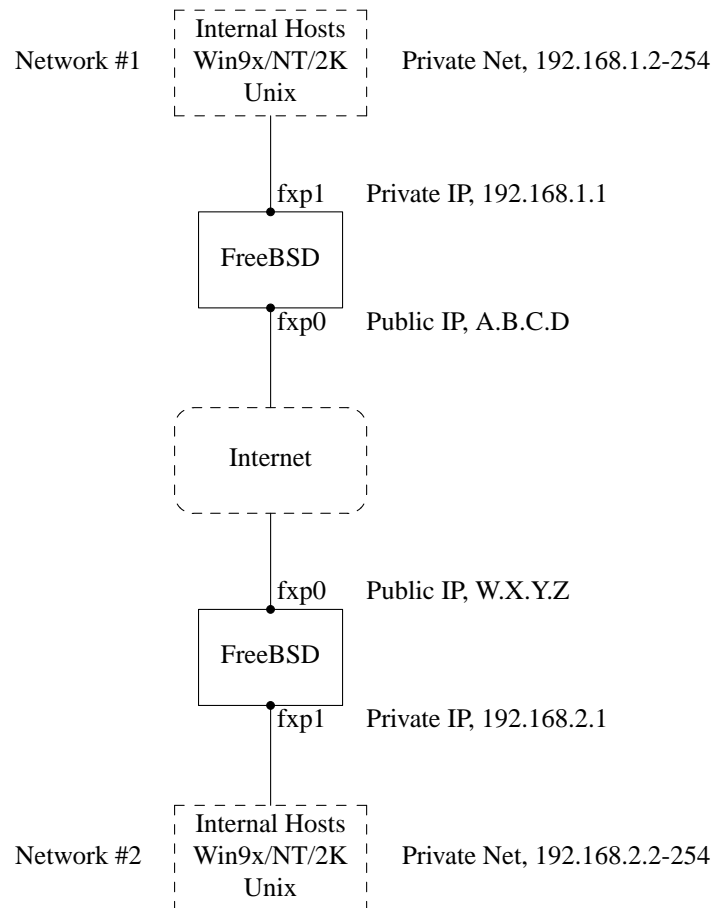 Internal Hosts
Network #1 Win9x/NT/2K Private Net, 192.168.1.2-254
Unix
fxp1 Private IP, 192.168.1.1
FreeBSD
fxp0 Public IP, A.B.C.D
Internet
fxp0 Public IP, W.X.Y.Z
FreeBSD
fxp1 Private IP, 192.168.2.1
Internal Hosts
Network #2 Win9x/NT/2K Private Net, 192.168.2.2-254
Unix